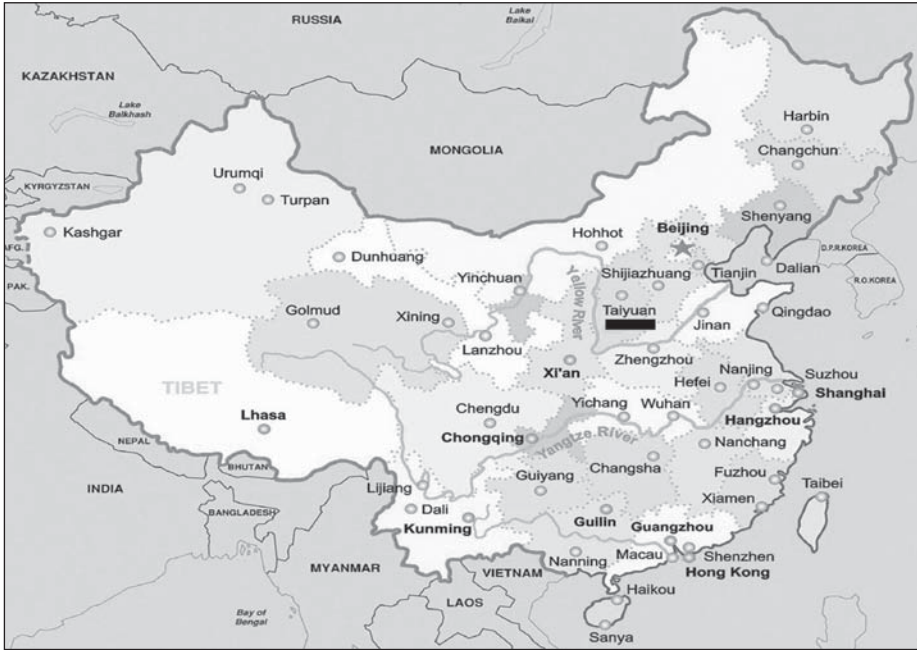 RUSSIA
Lake
Baikal
KAZAKHSTAN
Lake
Balkhash
MONGOLIA
Harbin
Changchun
Urumqi
KYRGYZSTAN
Turpan
Shenyang
Kashgar
Hohhot
Beijing
AFG.
Dunhuang
D.P.R.KOREA
Yinchuan
Yellow River
Shijiazhuang
Tianjin
Dalian
PAK.
R.O.KOREA
Golmud
Xining
Taiyuan
Jinan
Qingdao
Lanzhou
Zhengzhou
Xi'an
Nanjing
Suzhou
TIBET
Hefei
Shanghai
Lhasa
Chengdu
Yichang
Wuhan
Hangzhou
Chongqing
Yangtze River
Nanchang
NEPAL
Changsha
BHUTAN
Guiyang
Fuzhou
Taibei
INDIA
Lijiang
Xiamen
BANGLADESH
Dali
Guilin
Kunming
Guangzhou
MYANMAR
VIETNAM
Nanning
Macau
Shenzhen
Hong Kong
LAOS
Haikou
Bay of
Bengal
Sanya